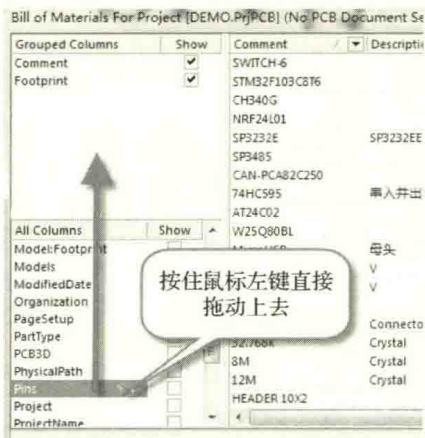 Bill of Materials For Project [DEMO.PrjPCB] (No PCB Document Se
Grouped Columns Show
Comment
Footprint
All Columns Show
Model:Footprint
Models
ModifiedDate
Organization
PageSetup
PartType
PCB3D
PhysicalPath
Pins
Project
ProjectName
Comment Descripti
SWITCH-6
STM32F103C8T6
CH340G
NRF24L01
SP3232E SP3232EE
SP3485
CAN-PCA82C250
74HC595 串入并出
AT24C02
W25Q80BL
母头
V
V
Connecto
32.768K Crystal
8M Crystal
12M Crystal
HEADER 10X2
按住鼠标左键直接
拖动上去